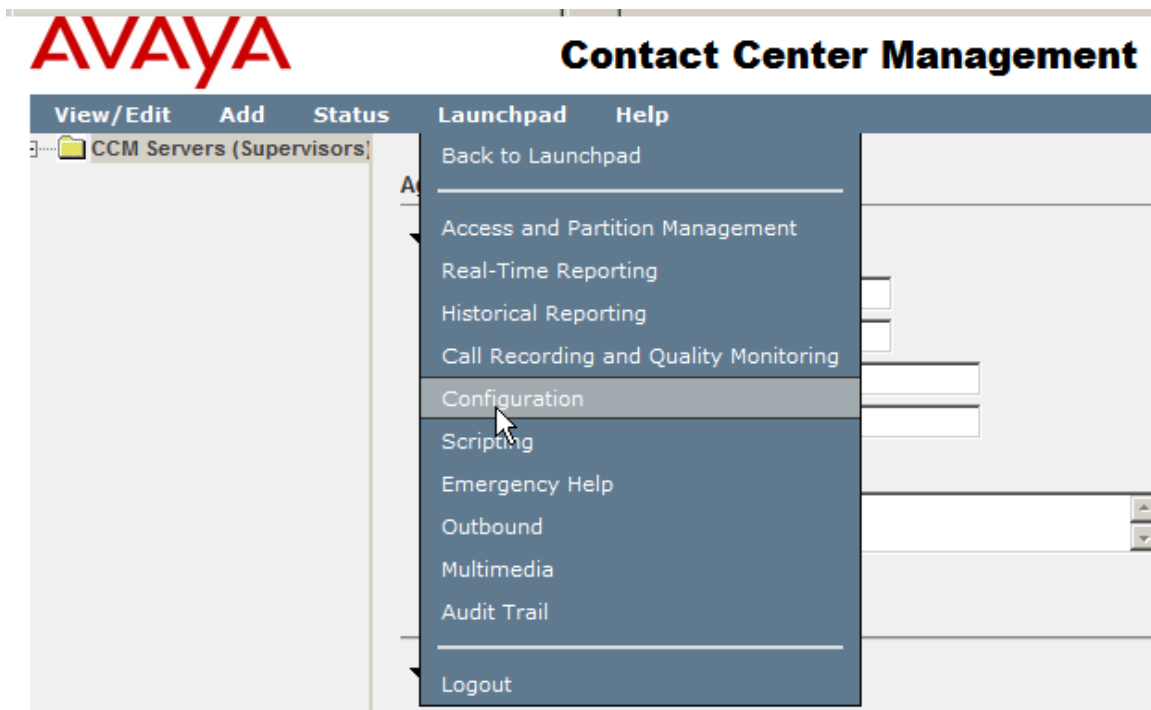 AVAYA
Contact Center Management
View/Edit Add Status Launchpad Help
CCM Servers (Supervisors)
Back to Launchpad
Access and Partition Management
Real-Time Reporting
Historical Reporting
Call Recording and Quality Monitoring
Configuration
Scripting
Emergency Help
Outbound
Multimedia
Audit Trail
Logout